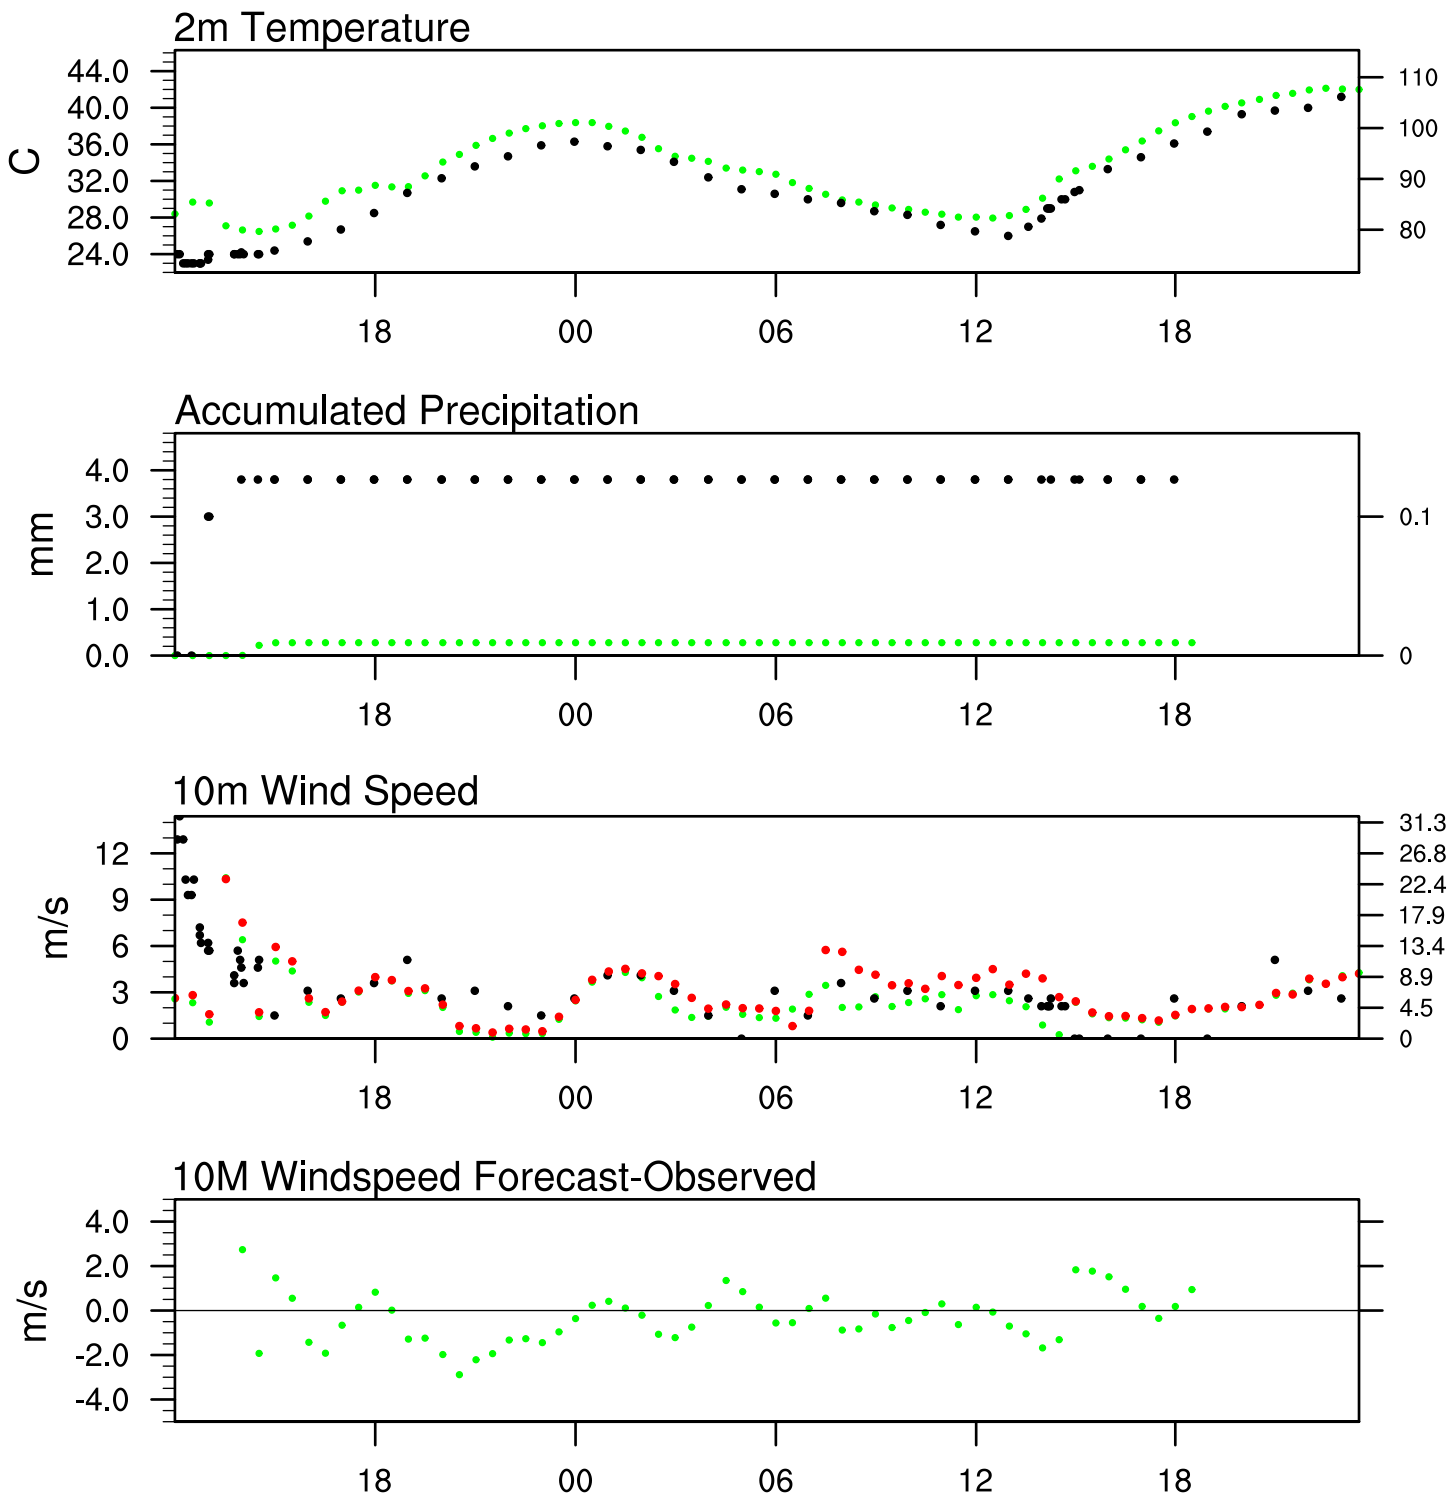 2m Temperature
44.0
40.0
36.0
32.0
28.0
24.0
C
110
100
90
80
18 00 06 12 18
Accumulated Precipitation
4.0
3.0
2.0
1.0
0.0
mm
0.1
0
18 00 06 12 18
10m Wind Speed
12
9
6
3
0
m/s
31.3
26.8
22.4
17.9
13.4
8.9
4.5
0
18 00 06 12 18
10M Windspeed Forecast-Observed
4.0
2.0
0.0
-2.0
-4.0
m/s
18 00 06 12 18